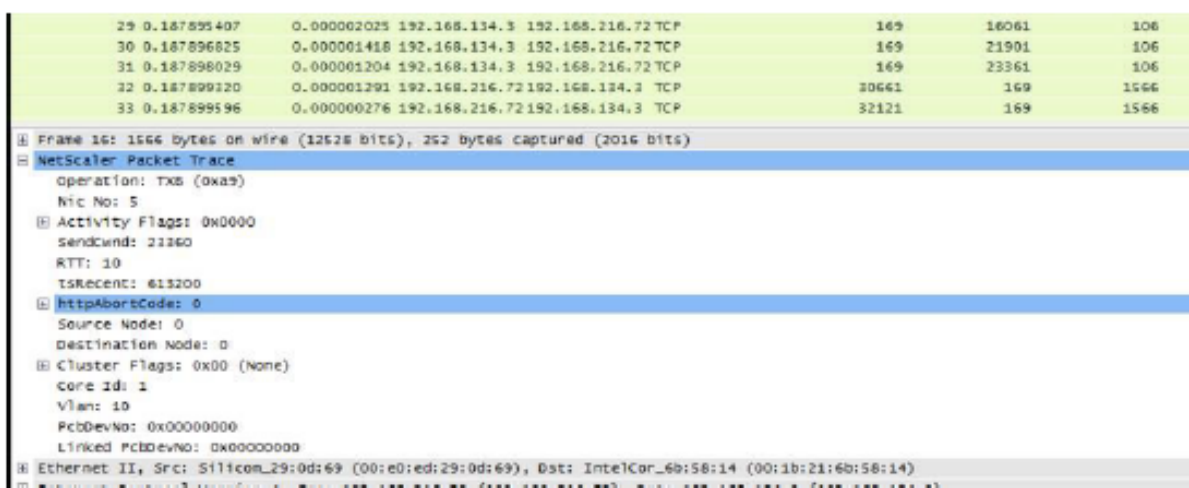 29 0.187895407 0.000002025 192.168.134.3 192.168.216.72 TCP 169 16061 106
30 0.187896825 0.000001418 192.168.134.3 192.168.216.72 TCP 169 21901 106
31 0.187898029 0.000001204 192.168.134.3 192.168.216.72 TCP 169 23361 106
32 0.187899320 0.000001291 192.168.216.72 192.168.134.3 TCP 30661 169 1566
33 0.187899596 0.000000276 192.168.216.72 192.168.134.3 TCP 32121 169 1566
Frame 16: 1566 bytes on wire (12528 bits), 252 bytes captured (2016 bits)
NetScaler Packet Trace
Operation: TXB (0xa9)
Nic No: 5
Activity Flags: 0x0000
SendCwnd: 23360
RTT: 10
TsRecent: 613200
httpAbortCode: 0
Source Node: 0
Destination Node: 0
Cluster Flags: 0x00 (None)
Core Id: 1
Vlan: 10
PcbDevNo: 0x00000000
Linked PcbDevNo: 0x00000000
Ethernet II, Src: Silicom_29:0d:69 (00:e0:ed:29:0d:69), Dst: IntelCor_6b:58:14 (00:1b:21:6b:58:14)